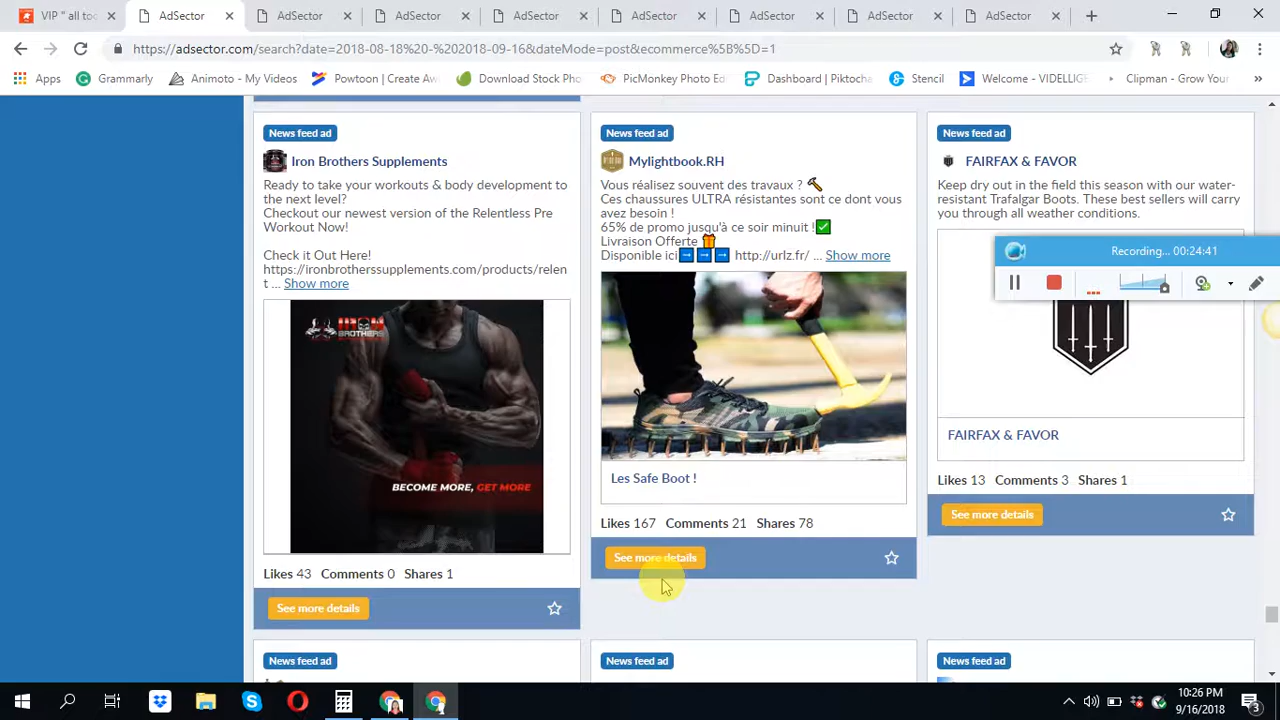 VIP " all too
AdSector
AdSector
AdSector
AdSector
AdSector
AdSector
AdSector
AdSector
https://adsector.com/search?date=2018-08-18%20-%202018-09-16&dateMode=post&ecommerce%5B%5D=1
Apps
Grammarly
Animoto - My Videos
Powtoon | Create Aw
Download Stock Pho
PicMonkey Photo Ed
Dashboard | Piktocha
Stencil
Welcome - VIDELLIGE
Clipman - Grow Your
News feed ad
Iron Brothers Supplements
Ready to take your workouts & body development to
the next level?
Checkout our newest version of the Relentless Pre
Workout Now!
Check it Out Here!
https://ironbrotherssupplements.com/products/relen
t ... Show more
IRON
BROTHERS
BECOME MORE, GET MORE
Likes 43 Comments 0 Shares 1
See more details
News feed ad
Mylightbook.RH
Vous réalisez souvent des travaux ? 🔨
Ces chaussures ULTRA résistantes sont ce dont vous
avez besoin !
65% de promo jusqu'à ce soir minuit !✅
Livraison Offerte 🎁
Disponible ici➡➡➡ http://urlz.fr/ ... Show more
Les Safe Boot !
Likes 167 Comments 21 Shares 78
See more details
News feed ad
FAIRFAX & FAVOR
Keep dry out in the field this season with our water-
resistant Trafalgar Boots. These best sellers will carry
you through all weather conditions.
Recording... 00:24:41
FAIRFAX & FAVOR
Likes 13 Comments 3 Shares 1
See more details
News feed ad
News feed ad
News feed ad
10:26 PM
9/16/2018
3